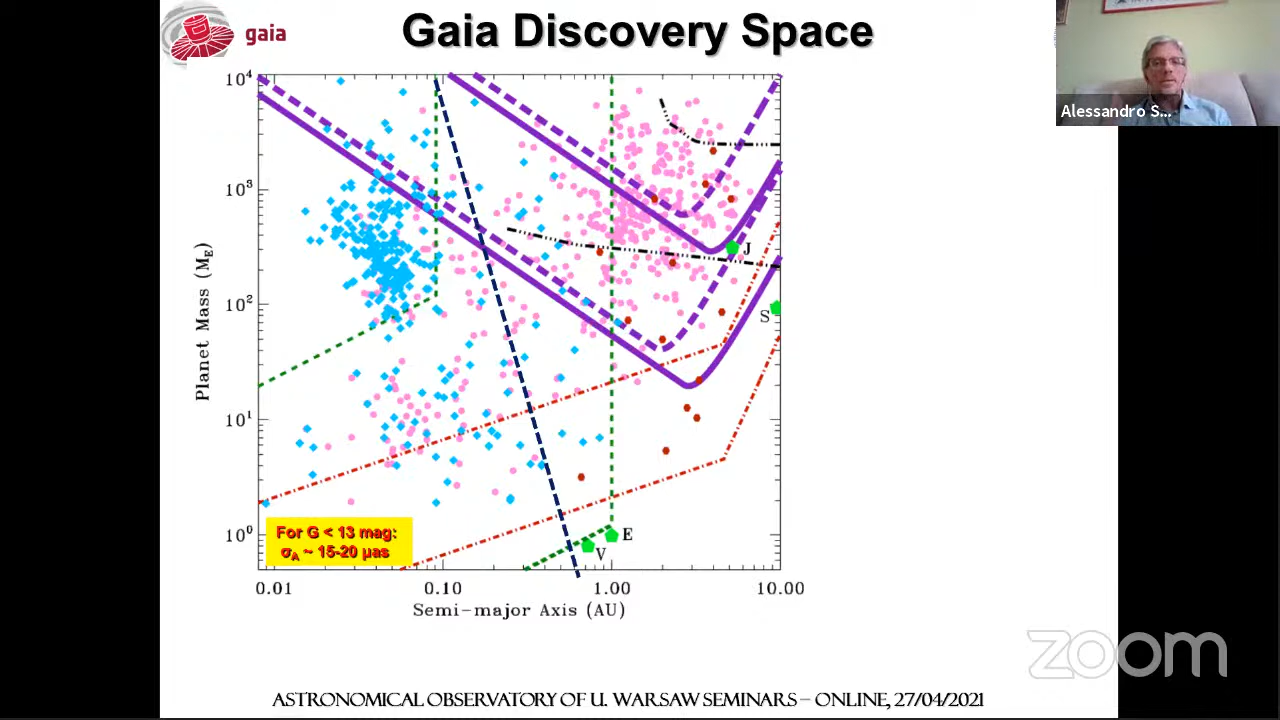 gaia
Gaia Discovery Space
Alessandro S...
10⁴
10³
10²
10¹
10⁰
Planet Mass (M_E)
J
S
E
V
For G < 13 mag:
σ_A ~ 15-20 μas
0.01
0.10
1.00
10.00
Semi-major Axis (AU)
zoom
ASTRONOMICAL OBSERVATORY OF U. WARSAW SEMINARS – ONLINE, 27/04/2021